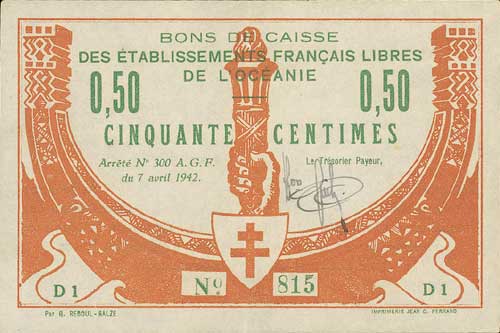 BONS DE CAISSE
DES ÉTABLISSEMENTS FRANÇAIS LIBRES
DE L'OCÉANIE
0,50 0,50
CINQUANTE CENTIMES
Arrêté N° 300 A.G.F.
du 7 avril 1942.
Le Trésorier Payeur,
D1 No 815 D1
Par G. REBOUL-BALZE IMPRIMERIE JEAN C. FERRAND